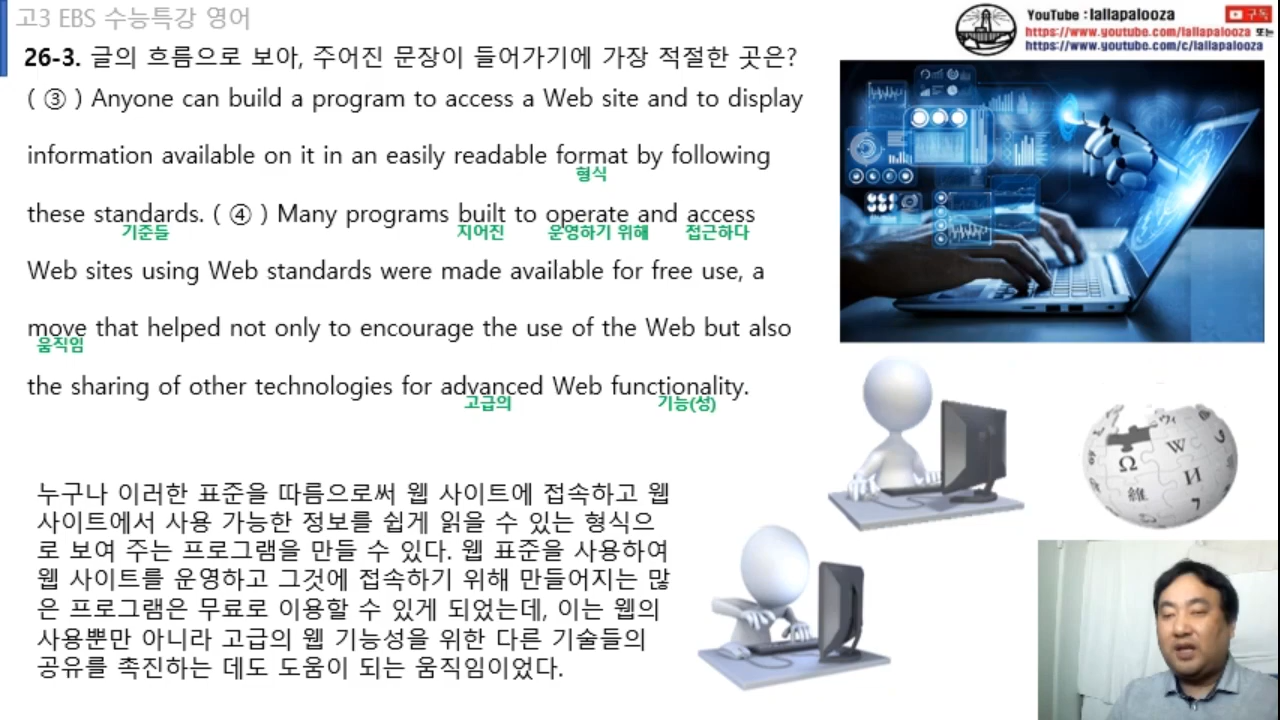 고3 EBS 수능특강 영어
YouTube : lallapalooza
구독
https://www.youtube.com/lallapalooza 또는
https://www.youtube.com/c/lallapalooza
26-3. 글의 흐름으로 보아, 주어진 문장이 들어가기에 가장 적절한 곳은?
( ③ ) Anyone can build a program to access a Web site and to display
information available on it in an easily readable format by following
형식
these standards. ( ④ ) Many programs built to operate and access
기준들 지어진 운영하기 위해 접근하다
Web sites using Web standards were made available for free use, a
move that helped not only to encourage the use of the Web but also
움직임
the sharing of other technologies for advanced Web functionality.
고급의 기능(성)
누구나 이러한 표준을 따름으로써 웹 사이트에 접속하고 웹
사이트에서 사용 가능한 정보를 쉽게 읽을 수 있는 형식으
로 보여 주는 프로그램을 만들 수 있다. 웹 표준을 사용하여
웹 사이트를 운영하고 그것에 접속하기 위해 만들어지는 많
은 프로그램은 무료로 이용할 수 있게 되었는데, 이는 웹의
사용뿐만 아니라 고급의 웹 기능성을 위한 다른 기술들의
공유를 촉진하는 데도 도움이 되는 움직임이었다.
Ω W И
維 7